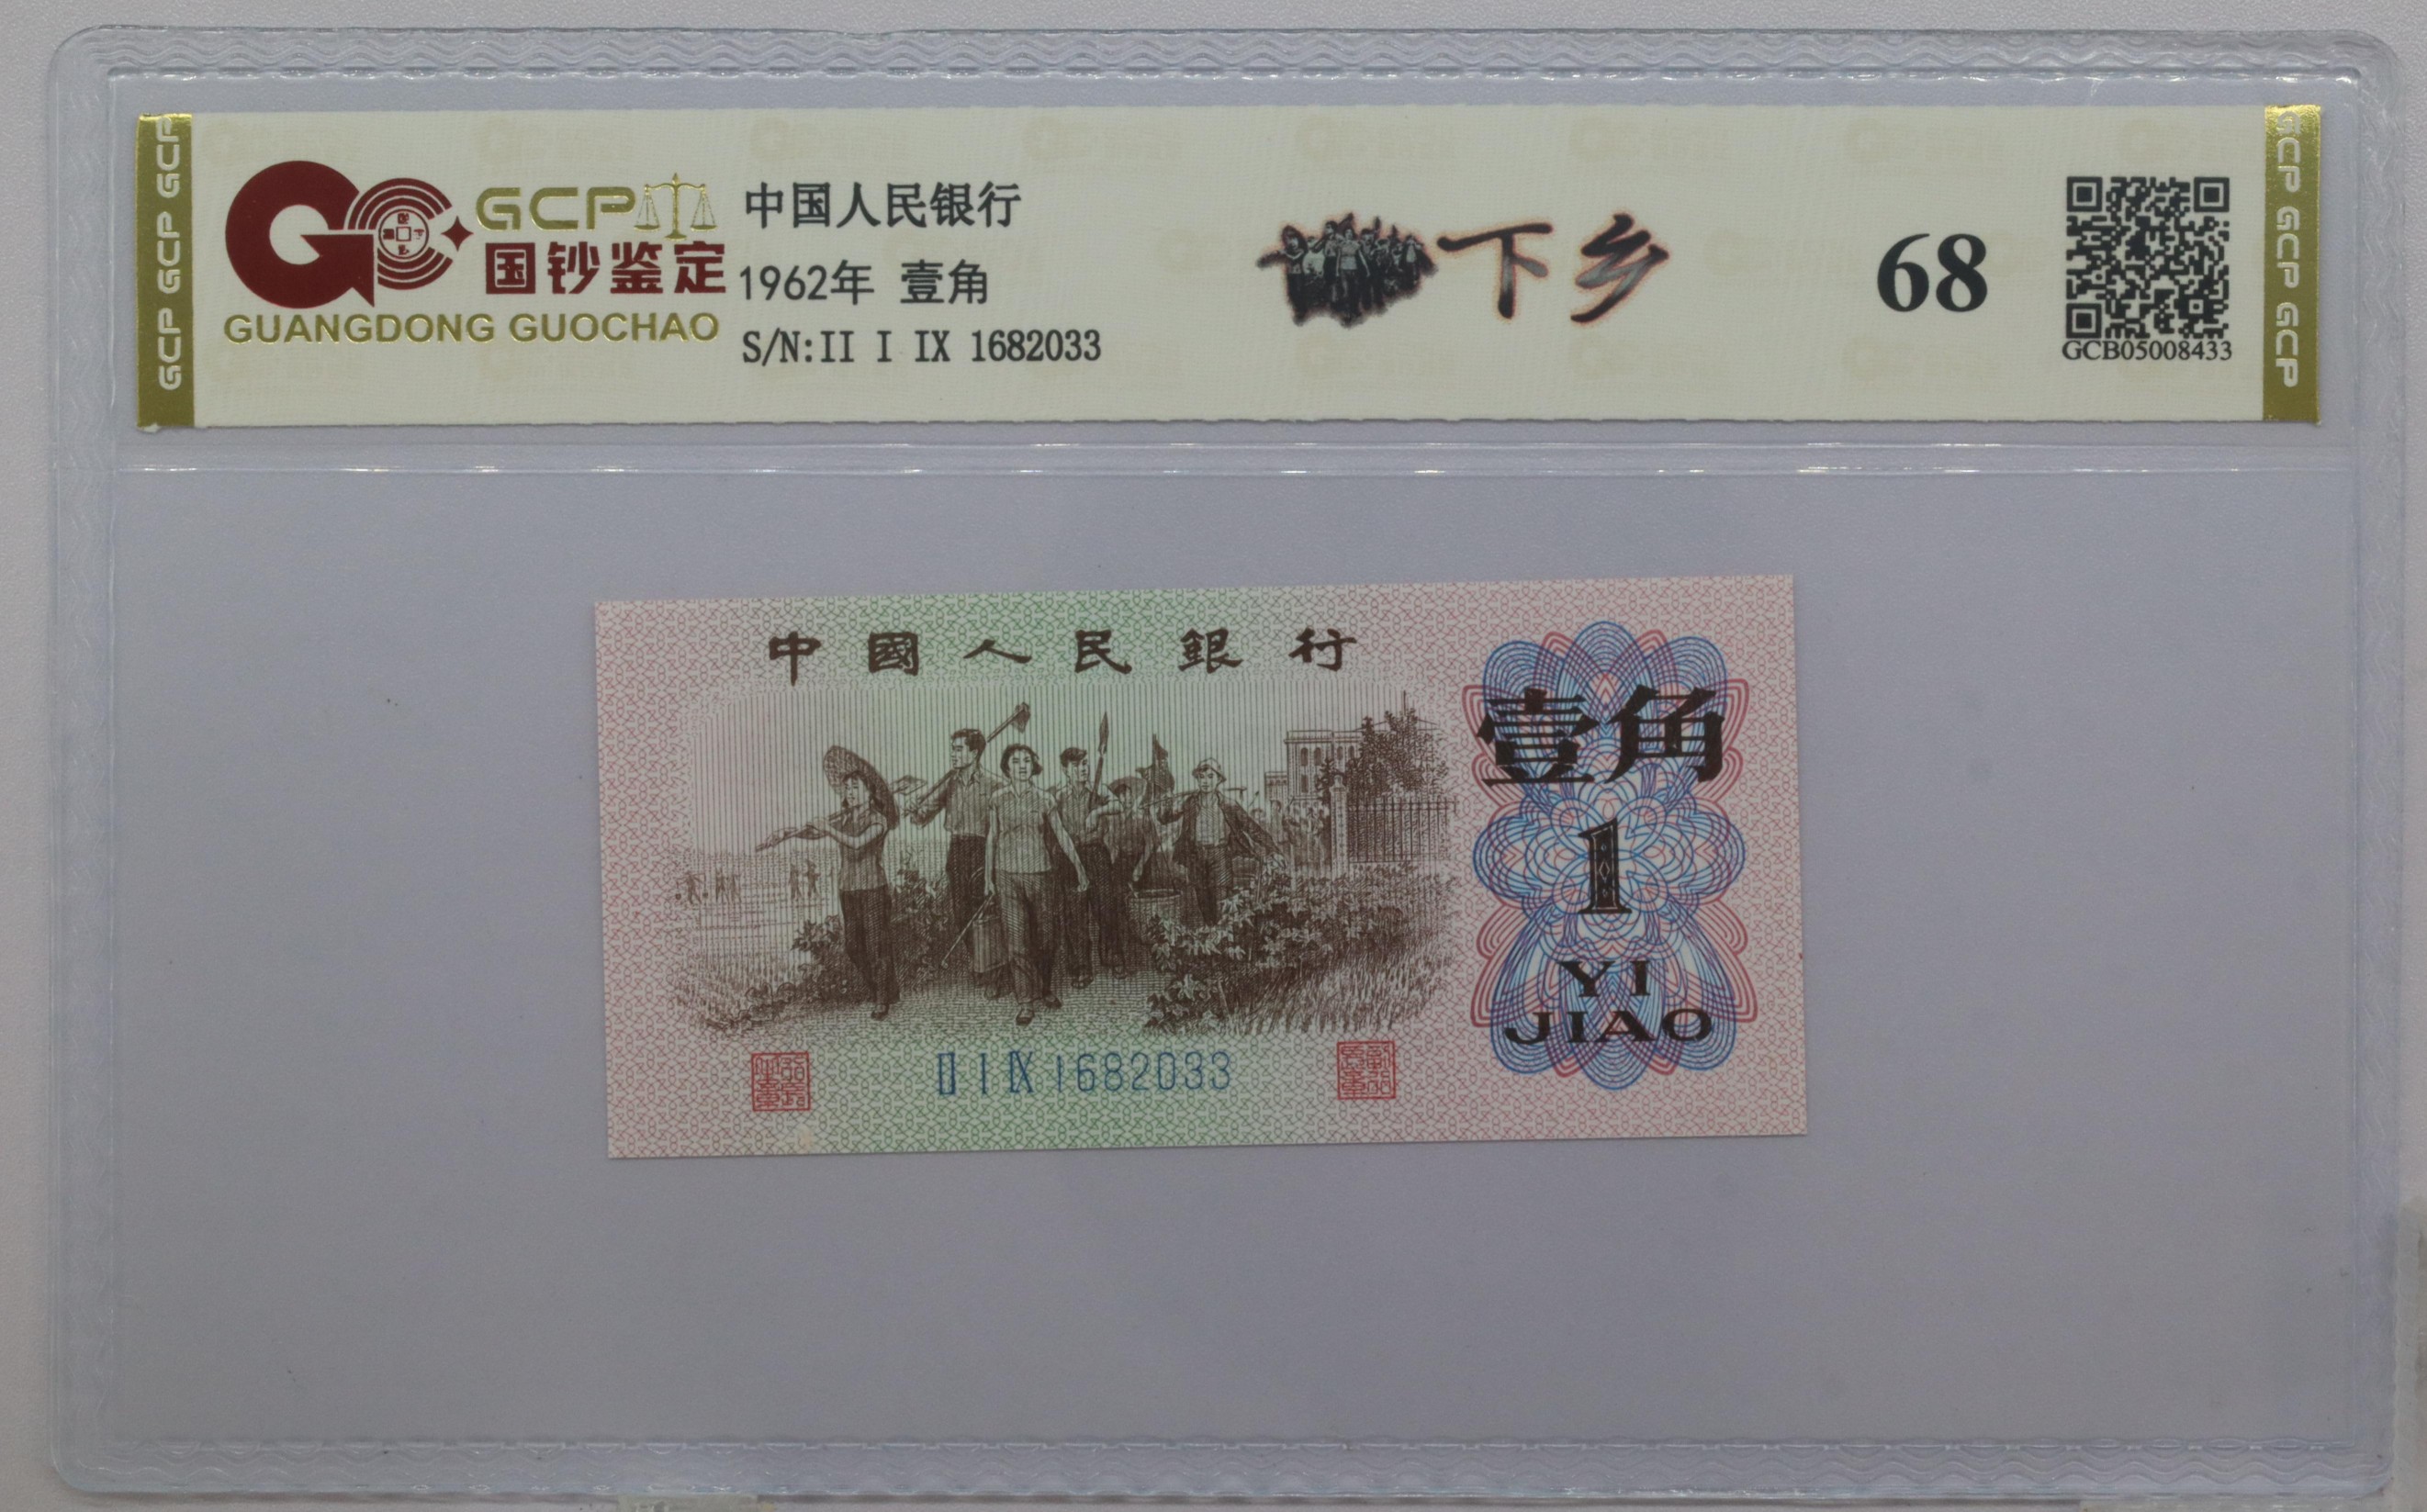 GCP GCP GCP
GCP
国钞鉴定
GUANGDONG GUOCHAO
中国人民银行
1962年 壹角
S/N:II I IX 1682033
下乡
68
GCB05008433
GCP GCP GCP
中國人民銀行
壹角
1
YI
JIAO
II I IX 1682033